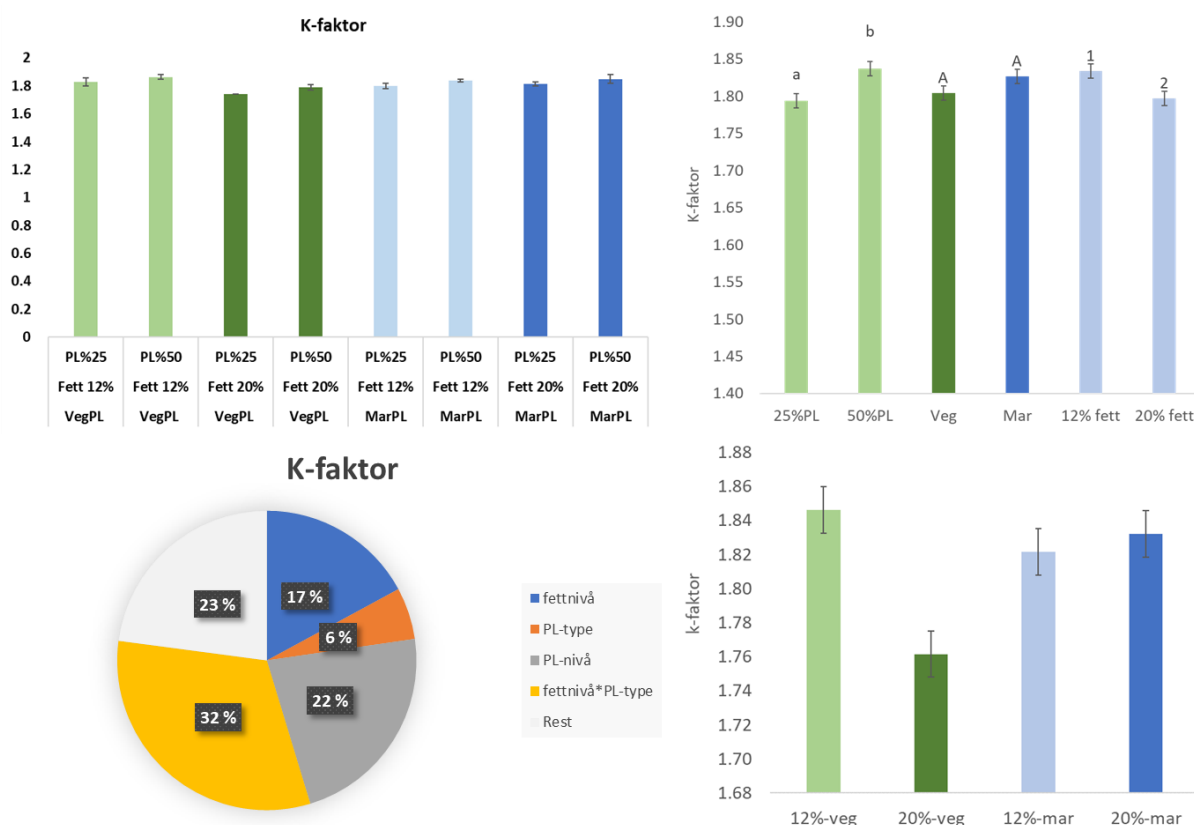 K-faktor
2
1.8
1.6
1.4
1.2
1
0.8
0.6
0.4
0.2
0
PL%25 PL%50 PL%25 PL%50 PL%25 PL%50 PL%25 PL%50
Fett 12% Fett 12% Fett 20% Fett 20% Fett 12% Fett 12% Fett 20% Fett 20%
VegPL VegPL VegPL VegPL MarPL MarPL MarPL MarPL
K-faktor
1.90
1.85
1.80
1.75
1.70
1.65
1.60
1.55
1.50
1.45
1.40
a b A A 1 2
25%PL 50%PL Veg Mar 12% fett 20% fett
K-faktor
17 %
6 %
22 %
32 %
23 %
fettnivå
PL-type
PL-nivå
fettnivå*PL-type
Rest
k-faktor
1.88
1.86
1.84
1.82
1.80
1.78
1.76
1.74
1.72
1.70
1.68
12%-veg 20%-veg 12%-mar 20%-mar